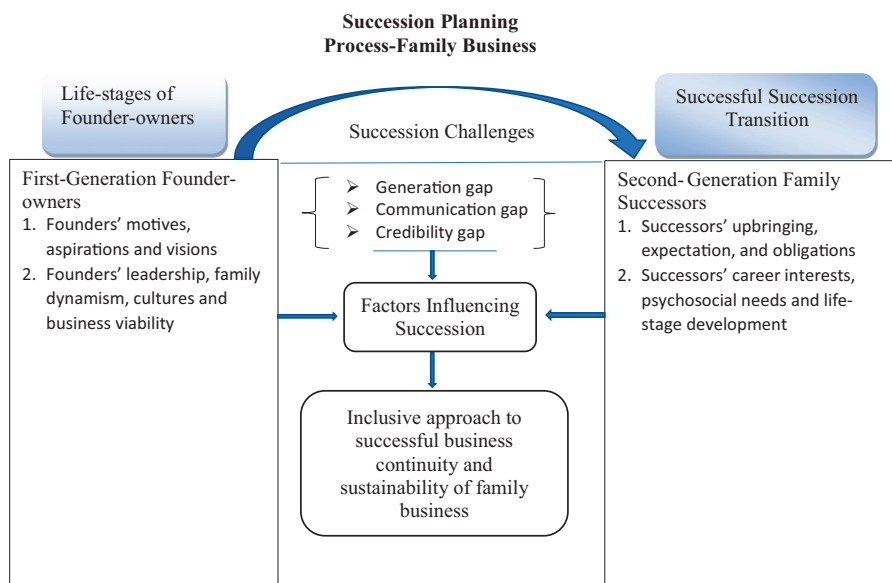 Succession Planning
Process-Family Business
Life-stages of
Founder-owners
Succession Challenges
Successful Succession
Transition
First-Generation Founder-
owners
1. Founders' motives,
aspirations and visions
2. Founders' leadership, family
dynamism, cultures and
business viability
➢ Generation gap
➢ Communication gap
➢ Credibility gap
Factors Influencing
Succession
Inclusive approach to
successful business
continuity and
sustainability of family
business
Second-Generation Family
Successors
1. Successors' upbringing,
expectation, and obligations
2. Successors' career interests,
psychosocial needs and life-
stage development